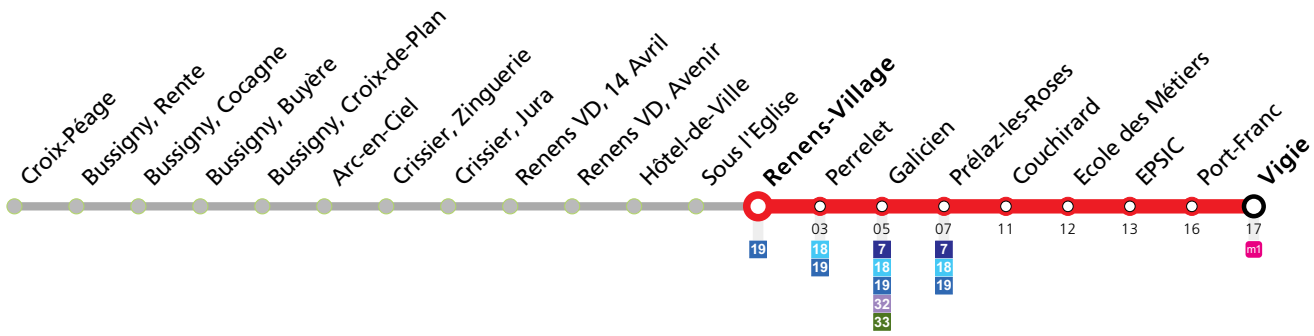 Croix-Péage
Bussigny, Rente
Bussigny, Cocagne
Bussigny, Buyère
Bussigny, Croix-de-Plan
Arc-en-Ciel
Crissier, Zinguerie
Crissier, Jura
Renens VD, 14 Avril
Renens VD, Avenir
Hôtel-de-Ville
Sous l'Eglise
Renens-Village
Perrelet
Galicien
Prélaz-les-Roses
Couchirard
Ecole des Métiers
EPSIC
Port-Franc
Vigie
03 05 07 11 12 13 16 17
19 18 7 7 m1
19 18 18
19 19
32
33